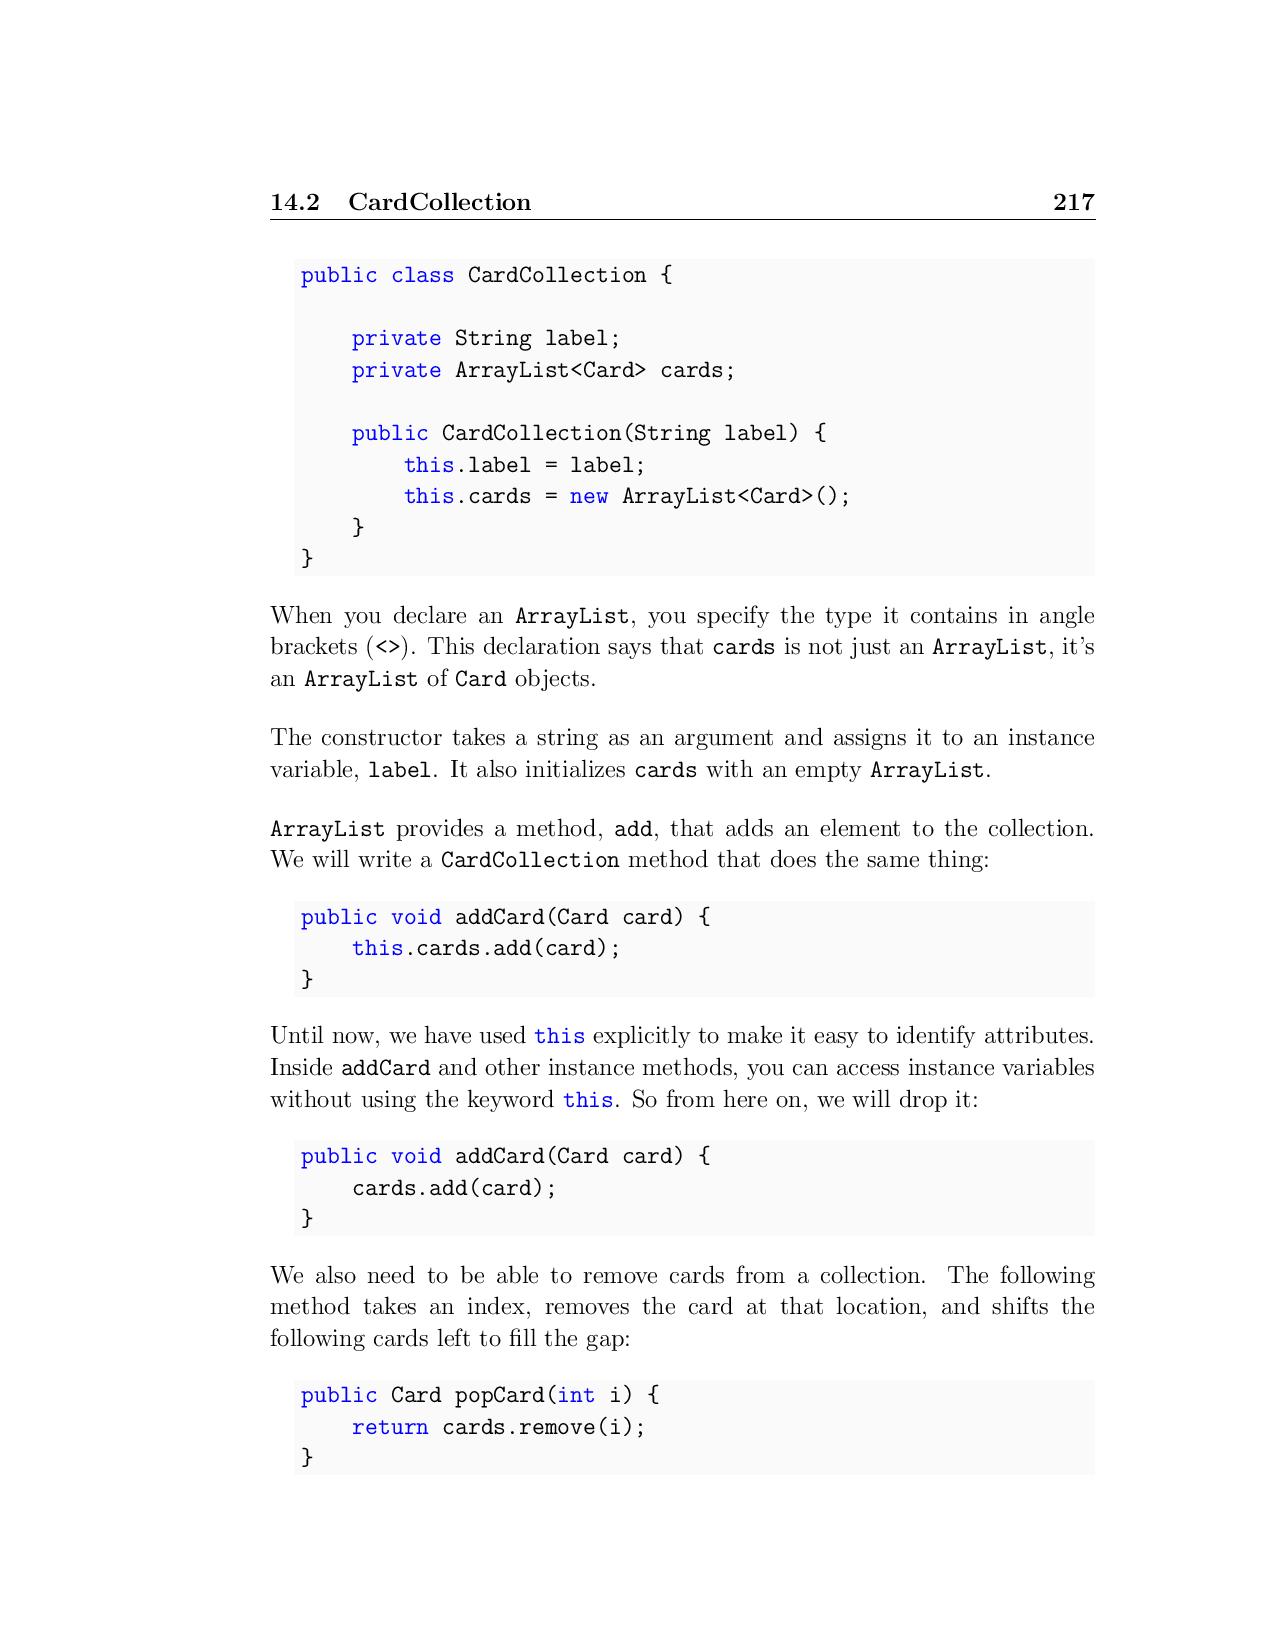 14.2 CardCollection 217
public class CardCollection {
    private String label;
    private ArrayList<Card> cards;
    public CardCollection(String label) {
        this.label = label;
        this.cards = new ArrayList<Card>();
    }
}
When you declare an ArrayList, you specify the type it contains in angle
brackets (<>). This declaration says that cards is not just an ArrayList, it's
an ArrayList of Card objects.
The constructor takes a string as an argument and assigns it to an instance
variable, label. It also initializes cards with an empty ArrayList.
ArrayList provides a method, add, that adds an element to the collection.
We will write a CardCollection method that does the same thing:
public void addCard(Card card) {
    this.cards.add(card);
}
Until now, we have used this explicitly to make it easy to identify attributes.
Inside addCard and other instance methods, you can access instance variables
without using the keyword this. So from here on, we will drop it:
public void addCard(Card card) {
    cards.add(card);
}
We also need to be able to remove cards from a collection. The following
method takes an index, removes the card at that location, and shifts the
following cards left to fill the gap:
public Card popCard(int i) {
    return cards.remove(i);
}